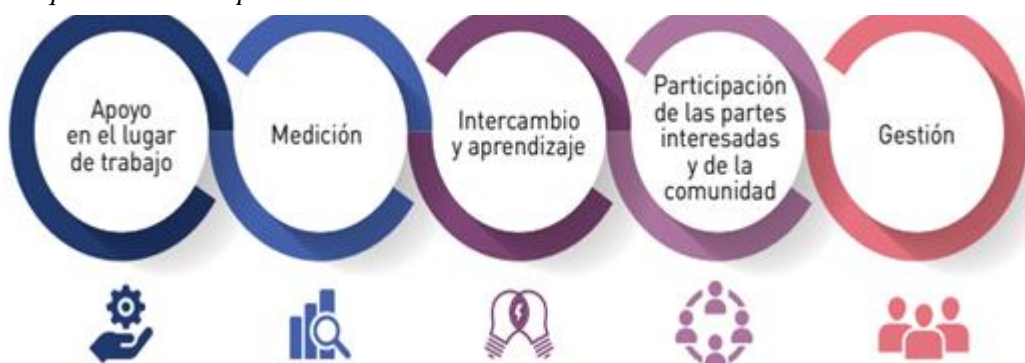 Apoyo
en el lugar
de trabajo
Medición
Intercambio
y aprendizaje
Participación
de las partes
interesadas
y de la
comunidad
Gestión